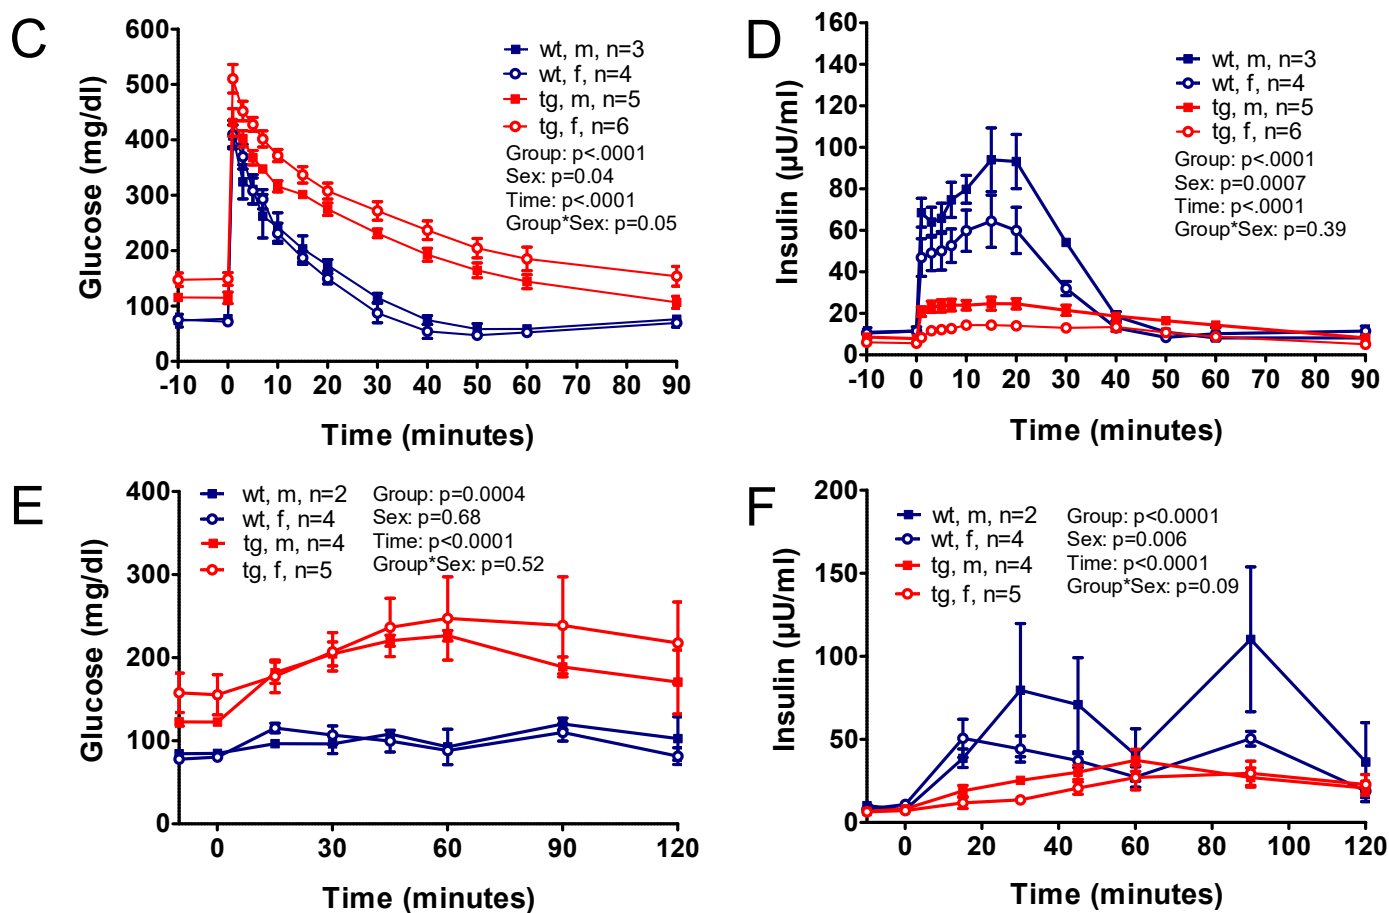 C
600
500
400
300
200
100
0
Glucose (mg/dl)
wt, m, n=3
wt, f, n=4
tg, m, n=5
tg, f, n=6
Group: p<.0001
Sex: p=0.04
Time: p<.0001
Group*Sex: p=0.05
-10 0 10 20 30 40 50 60 70 80 90
Time (minutes)
D
160
140
120
100
80
60
40
20
0
Insulin (µU/ml)
wt, m, n=3
wt, f, n=4
tg, m, n=5
tg, f, n=6
Group: p<.0001
Sex: p=0.0007
Time: p<.0001
Group*Sex: p=0.39
-10 0 10 20 30 40 50 60 70 80 90
Time (minutes)
E
400
300
200
100
0
Glucose (mg/dl)
wt, m, n=2
wt, f, n=4
tg, m, n=4
tg, f, n=5
Group: p=0.0004
Sex: p=0.68
Time: p<0.0001
Group*Sex: p=0.52
0 30 60 90 120
Time (minutes)
F
200
150
100
50
0
Insulin (µU/ml)
wt, m, n=2
wt, f, n=4
tg, m, n=4
tg, f, n=5
Group: p<0.0001
Sex: p=0.006
Time: p<0.0001
Group*Sex: p=0.09
0 20 40 60 80 100 120
Time (minutes)